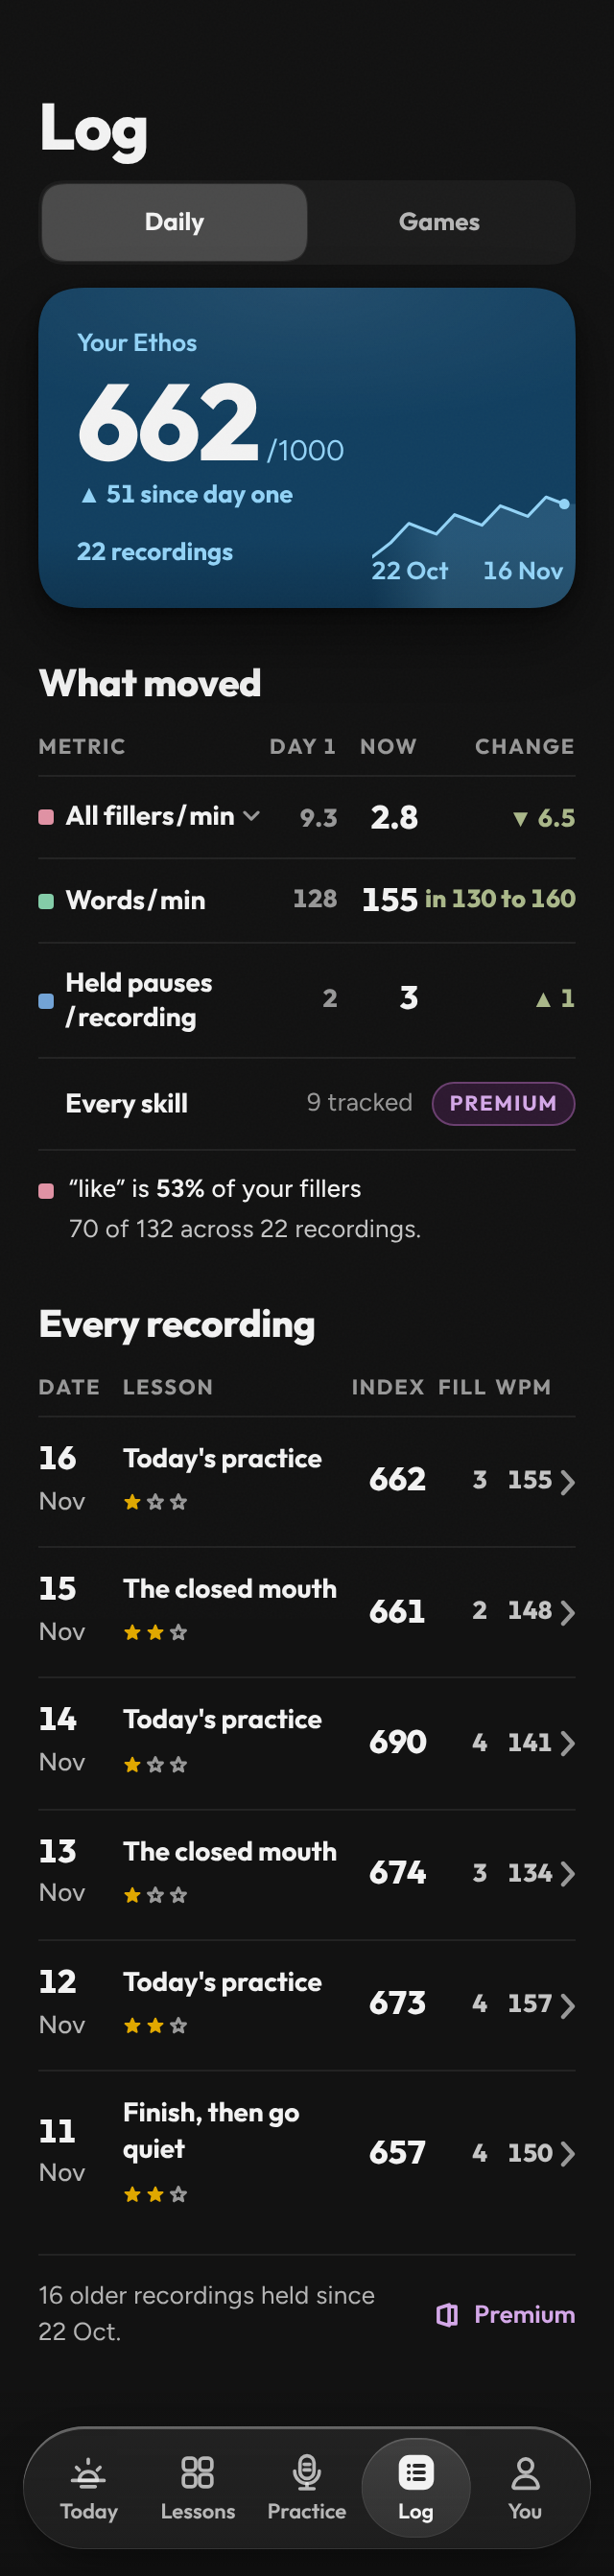 Log
Daily Games
Your Ethos
662 /1000
▲ 51 since day one
22 recordings
22 Oct 16 Nov
What moved
METRIC DAY 1 NOW CHANGE
All fillers/min 9.3 2.8 ▼ 6.5
Words/min 128 155 in 130 to 160
Held pauses
/recording 2 3 ▲ 1
Every skill 9 tracked PREMIUM
“like” is 53% of your fillers
70 of 132 across 22 recordings.
Every recording
DATE LESSON INDEX FILL WPM
16 Today's practice 662 3 155
Nov
15 The closed mouth 661 2 148
Nov
14 Today's practice 690 4 141
Nov
13 The closed mouth 674 3 134
Nov
12 Today's practice 673 4 157
Nov
11 Finish, then go
quiet 657 4 150
Nov
16 older recordings held since
22 Oct. Premium
Today Lessons Practice Log You